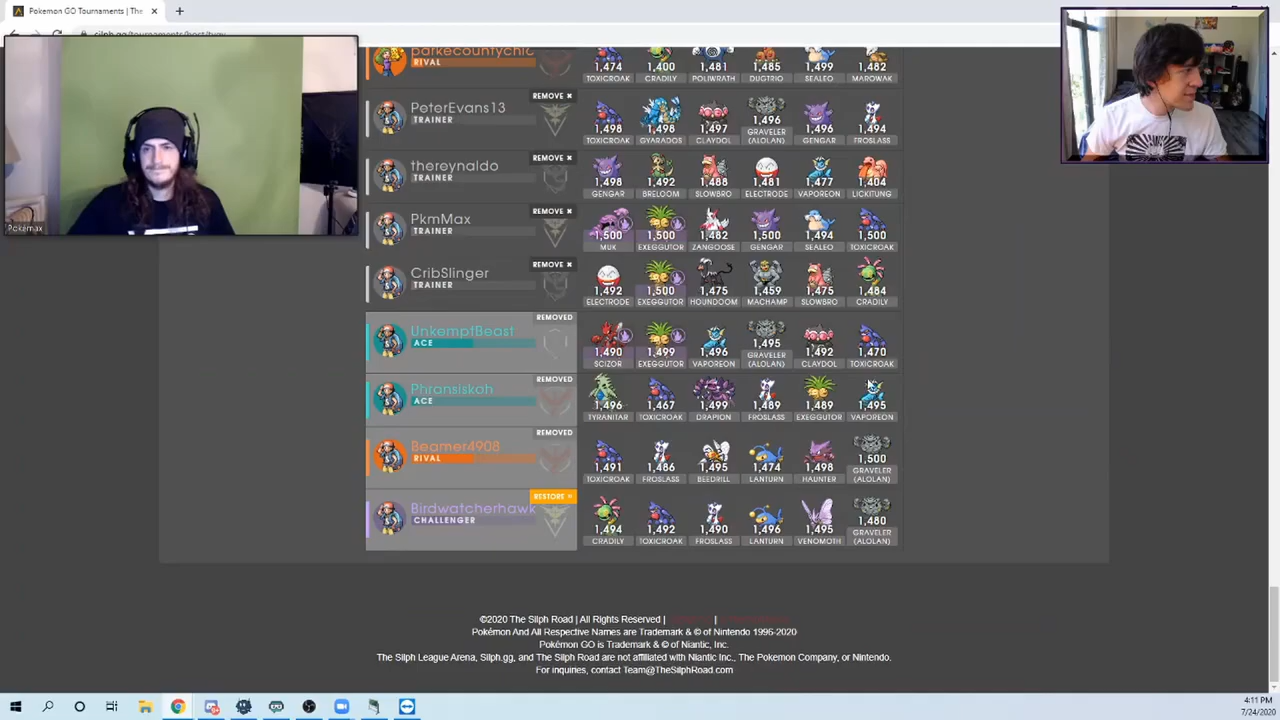 Pokemon GO Tournaments | The
silph.gg/tournaments/host/
parkecountychic
RIVAL
1,474 1,400 1,481 1,485 1,499 1,482
TOXICROAK CRADILY POLIWRATH DUGTRIO SEALEO MAROWAK
REMOVE ×
PeterEvans13
TRAINER
1,498 1,498 1,497 1,496 1,496 1,494
TOXICROAK GYARADOS CLAYDOL GRAVELER (ALOLAN) GENGAR FROSLASS
REMOVE ×
thereynaldo
TRAINER
1,498 1,492 1,488 1,481 1,477 1,404
GENGAR BRELOOM SLOWBRO ELECTRODE VAPOREON LICKITUNG
REMOVE ×
PkmMax
TRAINER
1,500 1,500 1,482 1,500 1,494 1,500
MUK EXEGGUTOR ZANGOOSE GENGAR SEALEO TOXICROAK
REMOVE ×
CribSlinger
TRAINER
1,492 1,500 1,475 1,459 1,475 1,484
ELECTRODE EXEGGUTOR HOUNDOOM MACHAMP SLOWBRO CRADILY
REMOVED
UnkempfBeast
ACE
1,490 1,499 1,496 1,495 1,492 1,470
SCIZOR EXEGGUTOR VAPOREON GRAVELER (ALOLAN) CLAYDOL TOXICROAK
REMOVED
Phransiskoh
ACE
1,496 1,467 1,499 1,489 1,489 1,495
TYRANITAR TOXICROAK DRAPION FROSLASS EXEGGUTOR VAPOREON
REMOVED
Beamer4908
RIVAL
1,491 1,486 1,495 1,474 1,498 1,500
TOXICROAK FROSLASS BEEDRILL LANTURN HAUNTER GRAVELER (ALOLAN)
RESTORE
Birdwatcherhawk
CHALLENGER
1,494 1,492 1,490 1,496 1,495 1,480
CRADILY TOXICROAK FROSLASS LANTURN VENOMOTH GRAVELER (ALOLAN)
Pokémax
©2020 The Silph Road | All Rights Reserved | |
Pokémon And All Respective Names are Trademark & © of Nintendo 1996-2020
Pokémon GO is Trademark & © of Niantic, Inc.
The Silph League Arena, Silph.gg, and The Silph Road are not affiliated with Niantic Inc., The Pokemon Company, or Nintendo.
For inquiries, contact Team@TheSilphRoad.com
4:11 PM
7/24/2020